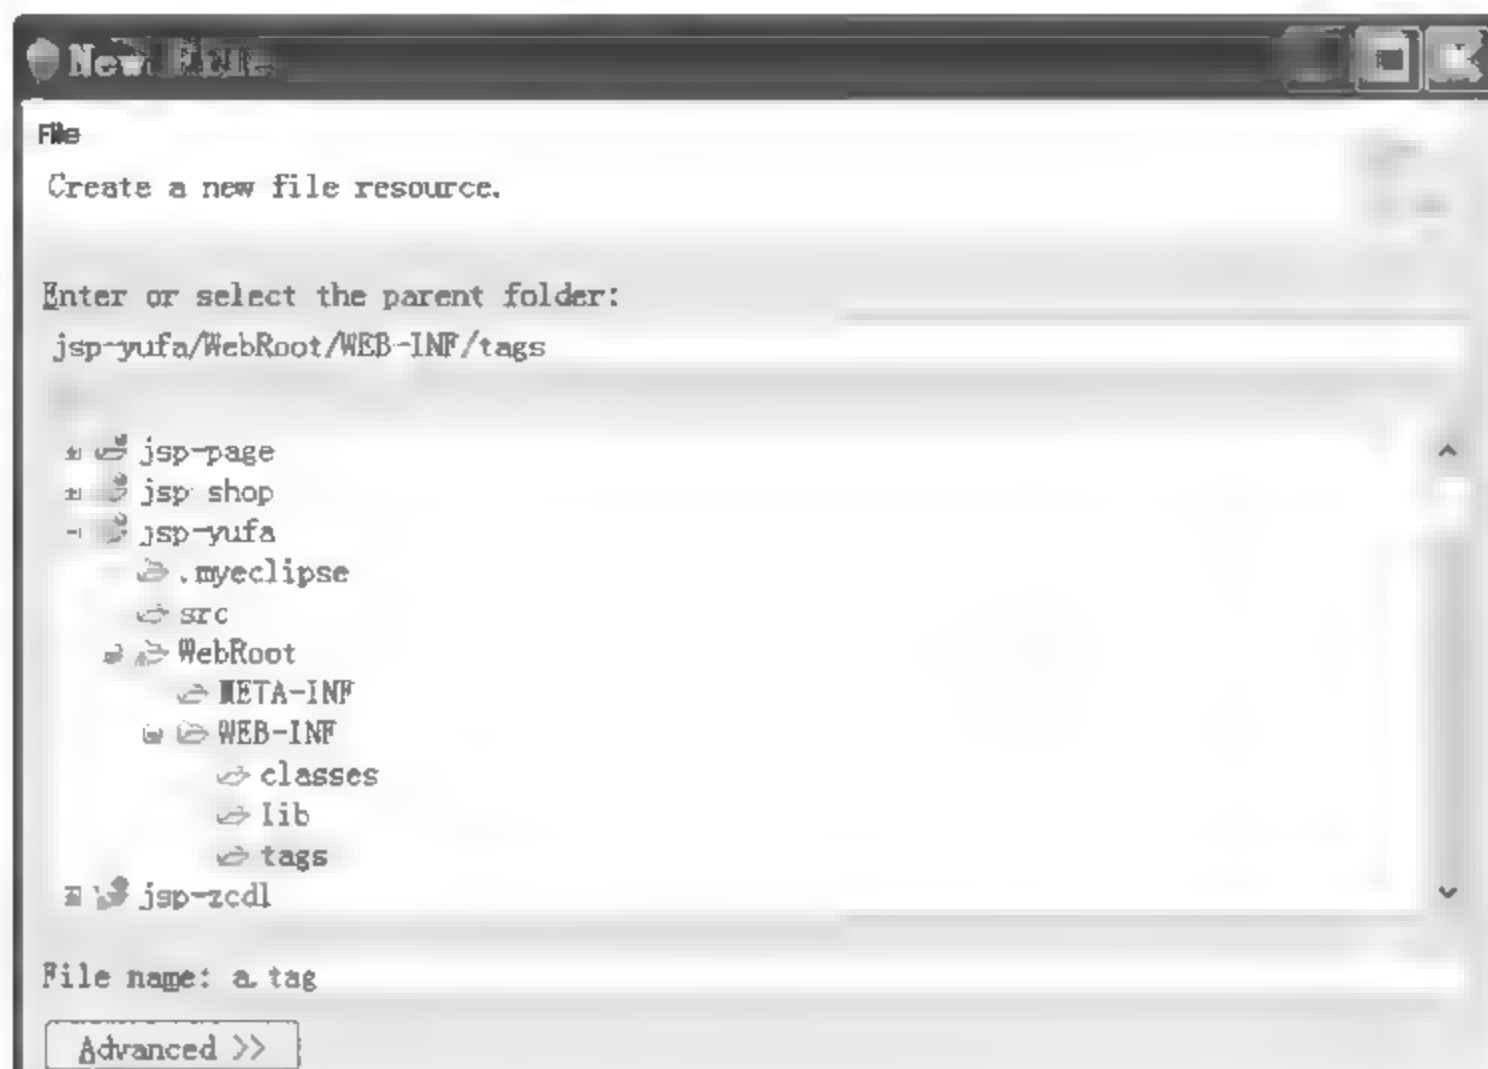 New File
File
Create a new file resource.
Enter or select the parent folder:
jsp-yufa/WebRoot/WEB-INF/tags
jsp-page
jsp-shop
jsp-yufa
.myeclipse
src
WebRoot
META-INF
WEB-INF
classes
lib
tags
jsp-zcdl
File name: a.tag
Advanced >>